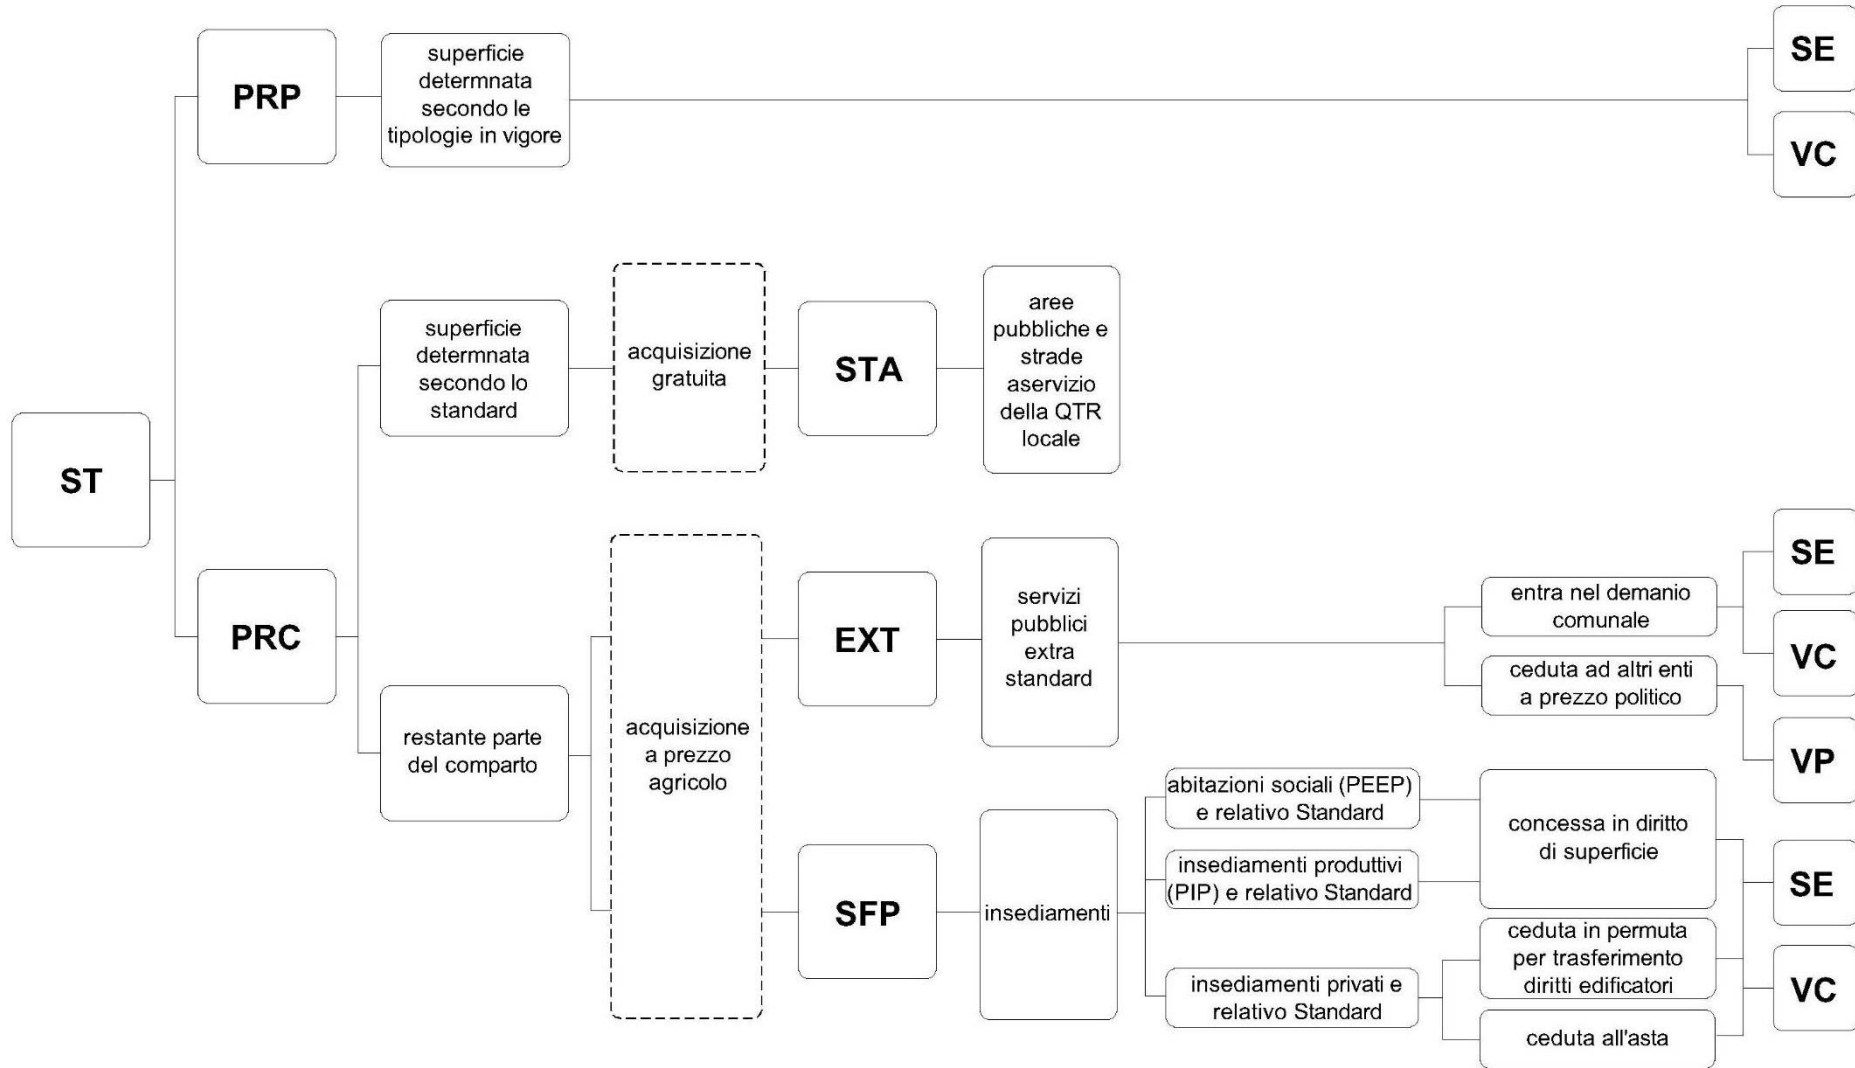 ST
PRP
superficie
determnata
secondo le
tipologie in vigore
SE
VC
PRC
superficie
determnata
secondo lo
standard
acquisizione
gratuita
STA
aree
pubbliche e
strade
aservizio
della QTR
locale
restante parte
del comparto
acquisizione
a prezzo
agricolo
EXT
servizi
pubblici
extra
standard
entra nel demanio
comunale
ceduta ad altri enti
a prezzo politico
SE
VC
VP
SFP
insediamenti
abitazioni sociali (PEEP)
e relativo Standard
insediamenti produttivi
(PIP) e relativo Standard
insediamenti privati e
relativo Standard
concessa in diritto
di superficie
ceduta in permuta
per trasferimento
diritti edificatori
ceduta all'asta
SE
VC